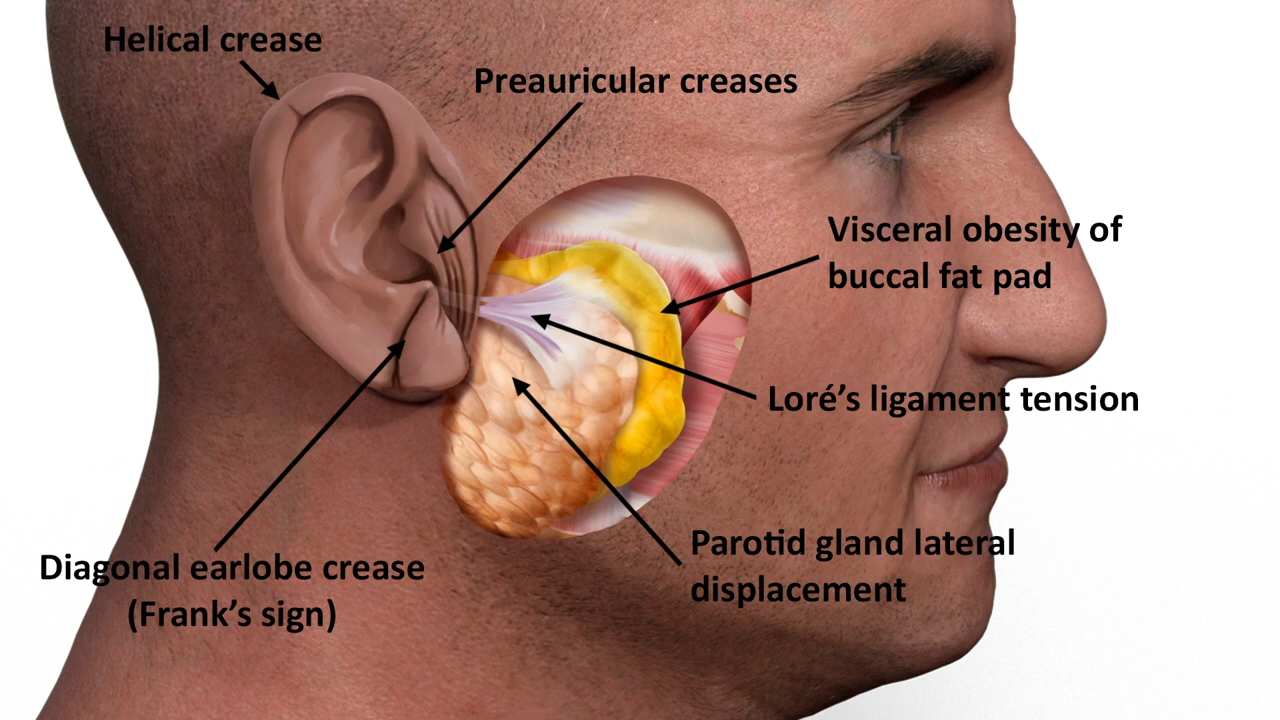 Helical crease
Preauricular creases
Visceral obesity of
buccal fat pad
Loré’s ligament tension
Parotid gland lateral
displacement
Diagonal earlobe crease
(Frank’s sign)